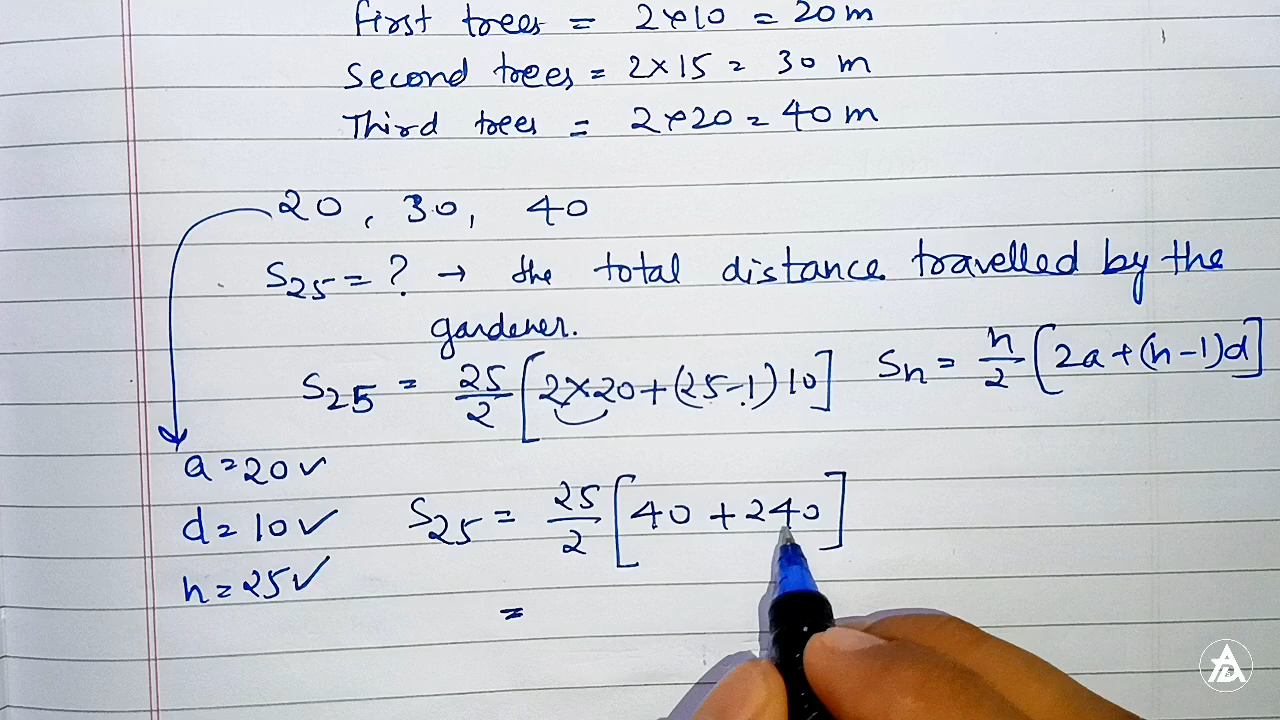 First trees = 2×10 = 20 m
Second trees = 2×15 = 30 m
Third trees = 2×20 = 40 m
20, 30, 40
S25 = ? → the total distance travelled by the
gardener.
S25 = 25/2 [2×20+(25-1)10] Sn = n/2 [2a+(n-1)d]
a=20✓
d=10✓ S25 = 25/2 [40+240]
n=25✓
=